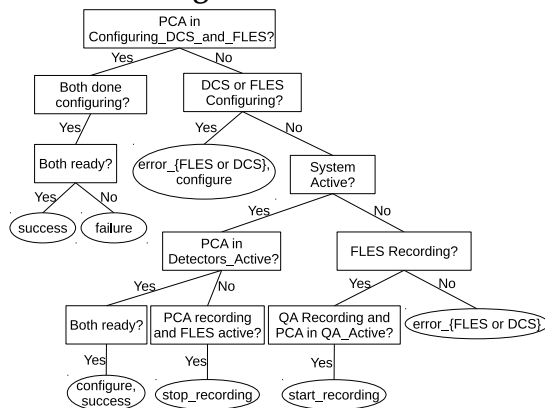 PCA in
Configuring_DCS_and_FLES?
Yes
No
Both done
configuring?
DCS or FLES
Configuring?
Yes
Yes
No
Both ready?
error_{FLES or DCS},
configure
System
Active?
Yes
No
Yes
No
success
failure
PCA in
Detectors_Active?
FLES Recording?
Yes
No
Yes
No
Both ready?
PCA recording
and FLES active?
QA Recording and
PCA in QA_Active?
error_{FLES or DCS}
Yes
Yes
Yes
configure,
success
stop_recording
start_recording